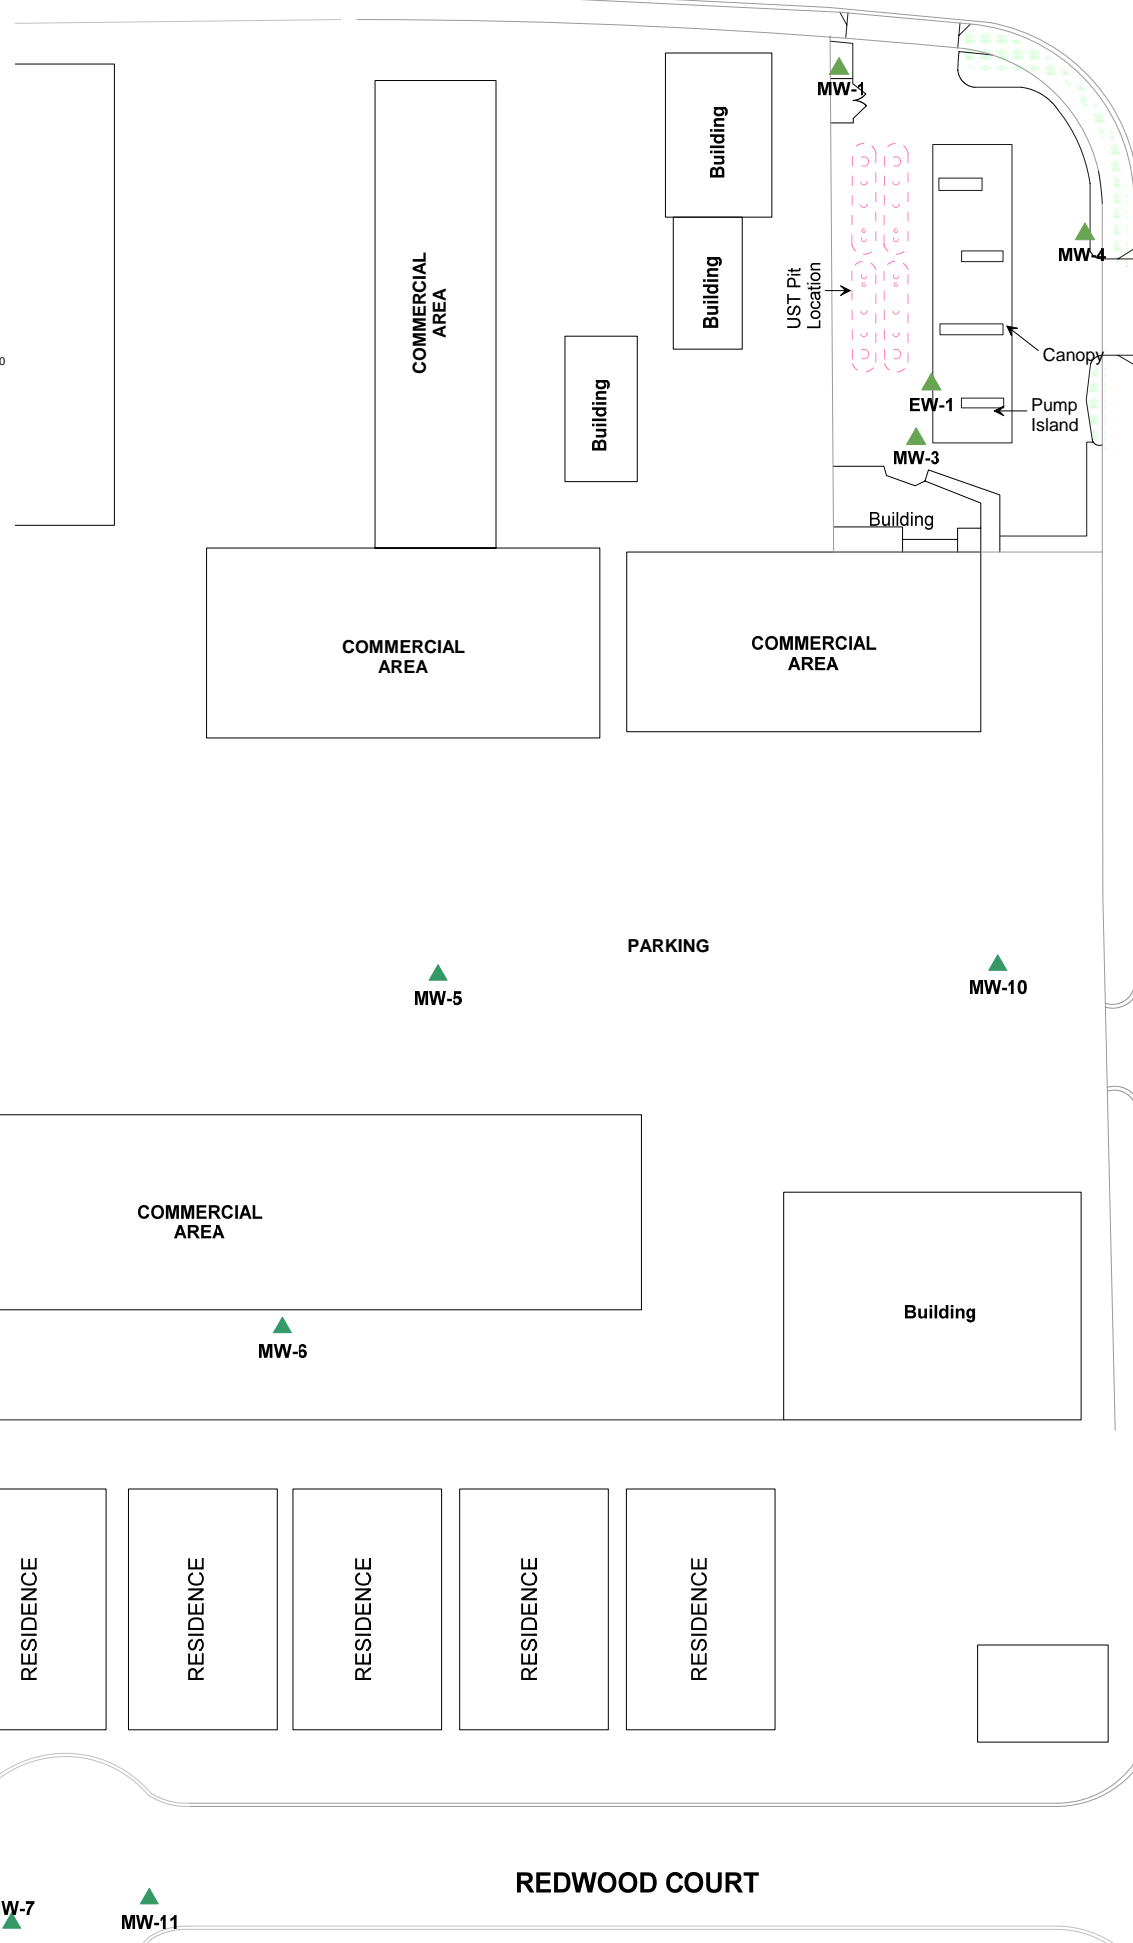 MW-1
Building
MW-4
COMMERCIAL
AREA
Building
UST Pit
Location
0
Canopy
Building
EW-1
Pump
Island
MW-3
Building
COMMERCIAL
AREA
COMMERCIAL
AREA
PARKING
MW-5
MW-10
COMMERCIAL
AREA
Building
MW-6
RESIDENCE
RESIDENCE
RESIDENCE
RESIDENCE
RESIDENCE
REDWOOD COURT
W-7
MW-11